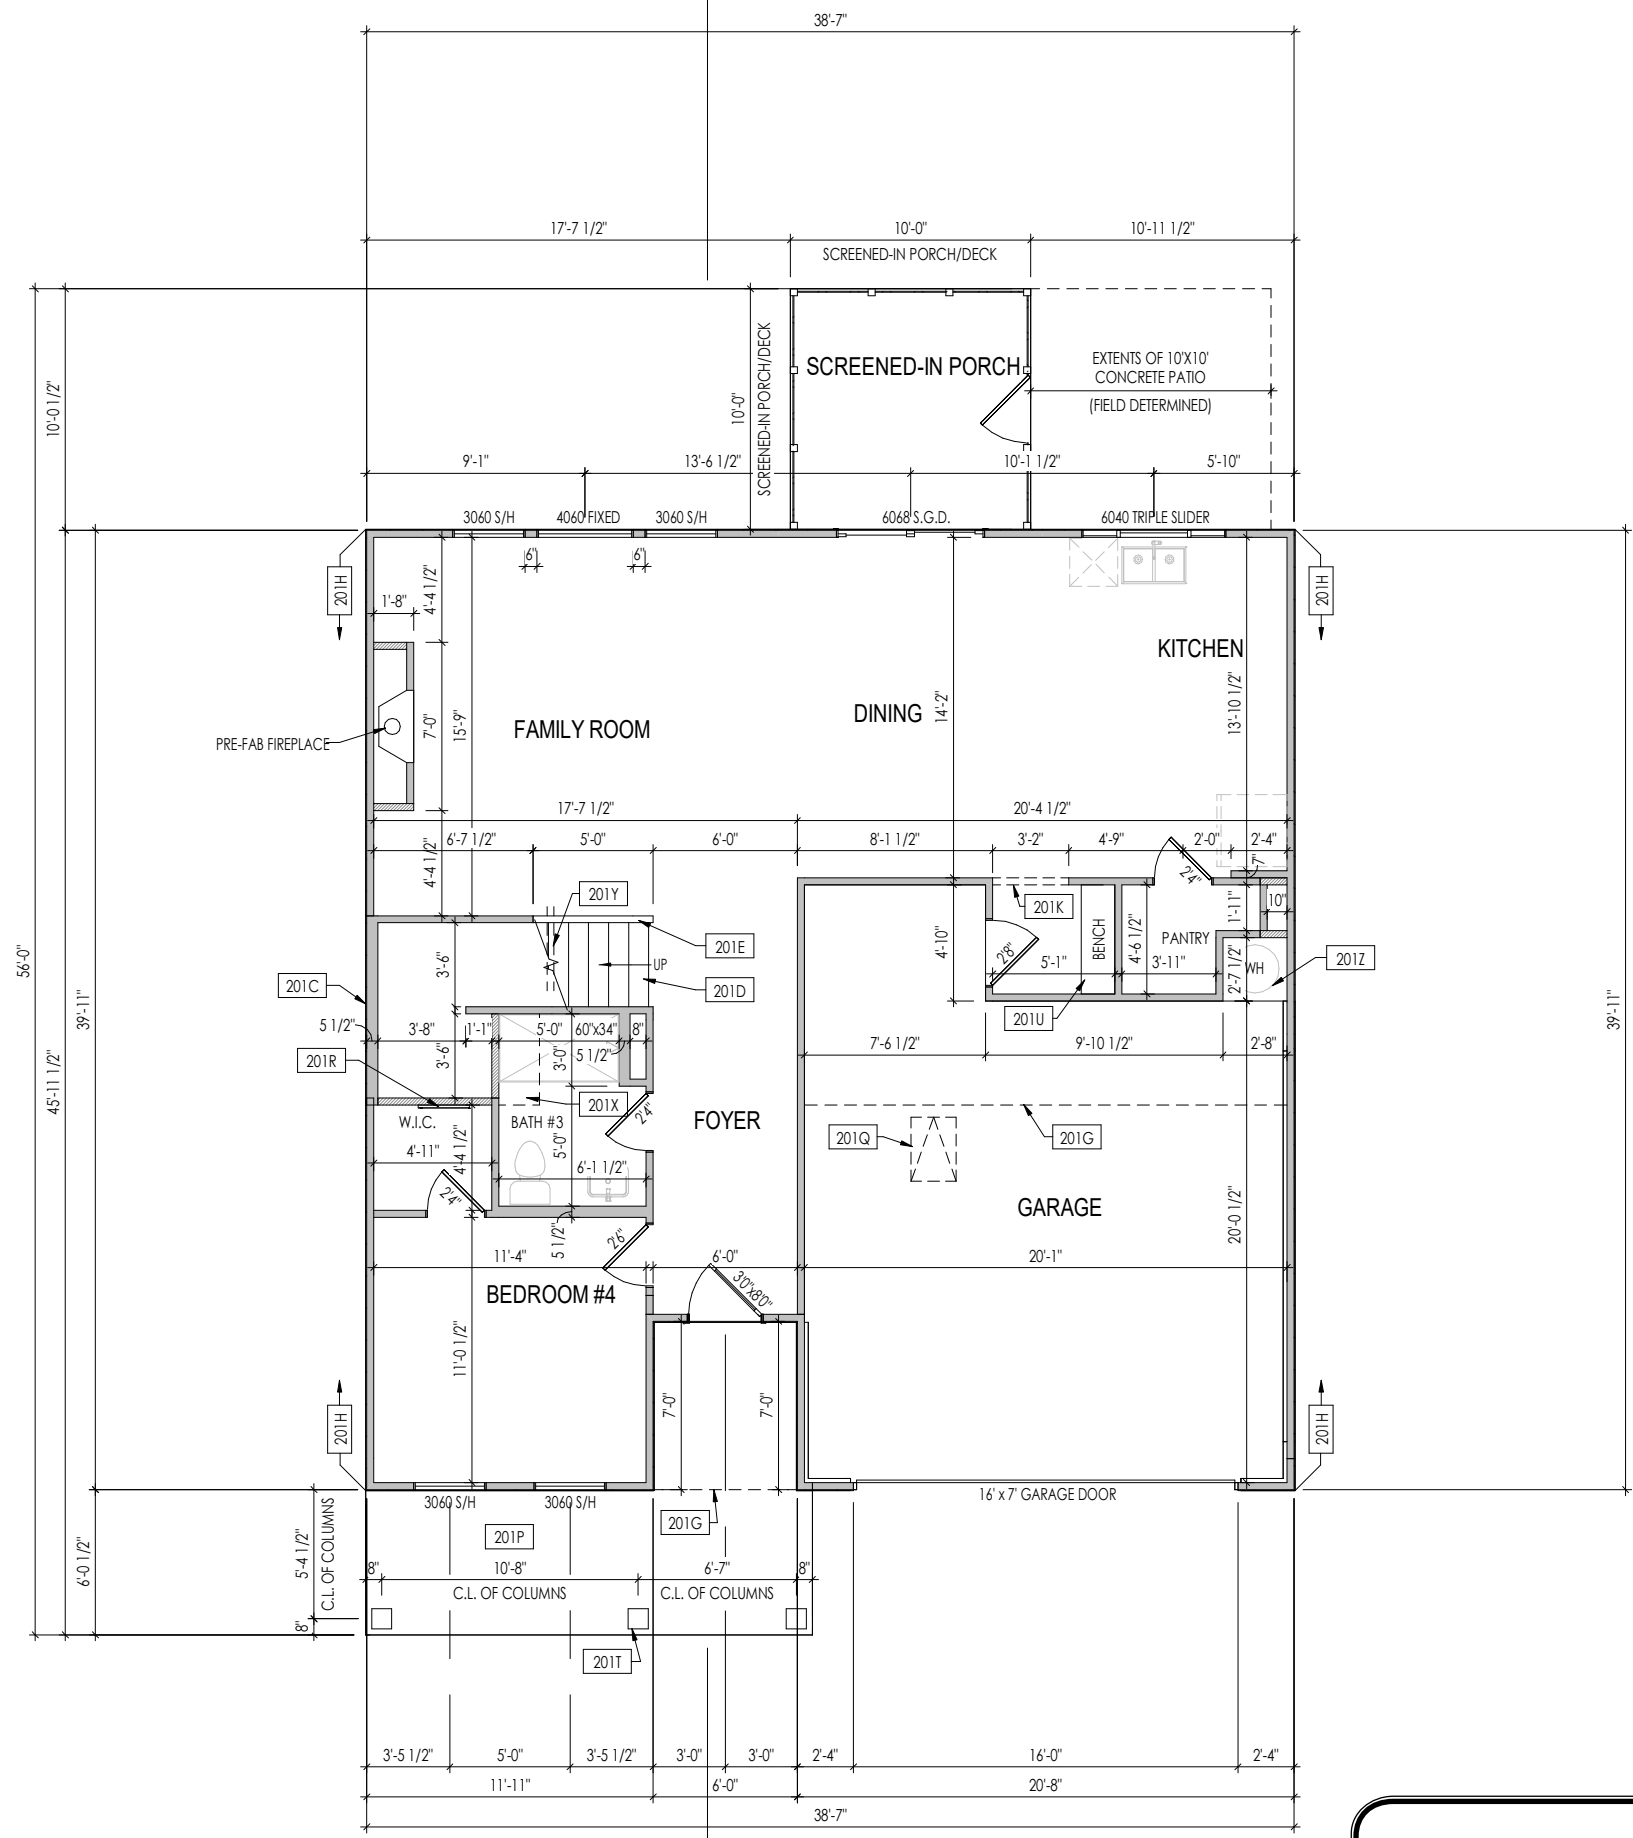 38'-7"
17'-7 1/2"
10'-0"
10'-11 1/2"
SCREENED-IN PORCH/DECK
SCREENED-IN PORCH
SCREENED-IN PORCH/DECK
10'-0"
EXTENTS OF 10'X10'
CONCRETE PATIO
(FIELD DETERMINED)
10'-0 1/2"
9'-1"
13'-6 1/2"
10'-1 1/2"
5'-10"
3060 S/H
4060 FIXED
3060 S/H
6068 S.G.D.
6040 TRIPLE SLIDER
6"
6"
201H
201H
1'-8"
4'-4 1/2"
KITCHEN
DINING
14'-2"
13'-10 1/2"
FAMILY ROOM
7'-0"
15'-9"
PRE-FAB FIREPLACE
17'-7 1/2"
20'-4 1/2"
6'-7 1/2"
5'-0"
6'-0"
8'-1 1/2"
3'-2"
4'-9"
2'-0"
2'-4"
4'-4 1/2"
7"
2'4"
201Y
201K
10"
1'-11"
56'-0"
39'-11"
45'-11 1/2"
39'-11"
201E
UP
201D
3'-6"
4'-10"
2'8"
5'-1"
BENCH
4'-6 1/2"
PANTRY
3'-11"
2'-7 1/2"
WH
201Z
201C
5 1/2"
3'-8"
1'-1"
5'-0"
60"x34"
8"
5 1/2"
3'-0"
3'-6"
201U
7'-6 1/2"
9'-10 1/2"
2'-8"
201R
201X
W.I.C.
BATH #3
2'4"
FOYER
201Q
201G
4'-11"
4'-4 1/2"
5'-0"
6'-1 1/2"
2'4"
GARAGE
20'-0 1/2"
5 1/2"
2'6"
11'-4"
6'-0"
20'-1"
BEDROOM #4
3'0"x8'0"
11'-0 1/2"
7'-0"
7'-0"
201H
201H
3060 S/H
3060 S/H
16' x 7' GARAGE DOOR
201P
201G
6'-0 1/2"
5'-4 1/2"
C.L. OF COLUMNS
8"
8"
10'-8"
6'-7"
8"
C.L. OF COLUMNS
C.L. OF COLUMNS
201T
3'-5 1/2"
5'-0"
3'-5 1/2"
3'-0"
3'-0"
2'-4"
16'-0"
2'-4"
11'-11"
6'-0"
20'-8"
38'-7"